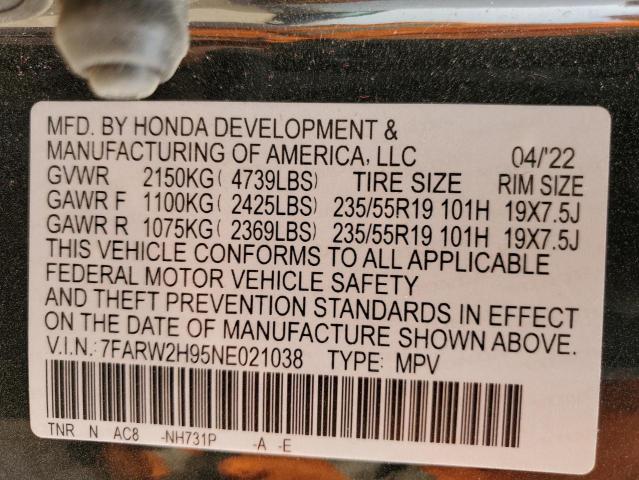 MFD. BY HONDA DEVELOPMENT &
MANUFACTURING OF AMERICA, LLC 04/'22
GVWR 2150KG( 4739LBS) TIRE SIZE RIM SIZE
GAWR F 1100KG( 2425LBS) 235/55R19 101H 19X7.5J
GAWR R 1075KG( 2369LBS) 235/55R19 101H 19X7.5J
THIS VEHICLE CONFORMS TO ALL APPLICABLE
FEDERAL MOTOR VEHICLE SAFETY
AND THEFT PREVENTION STANDARDS IN EFFECT
ON THE DATE OF MANUFACTURE SHOWN ABOVE.
V.I.N.: 7FARW2H95NE021038 TYPE: MPV
TNR N AC8 -NH731P -A -E